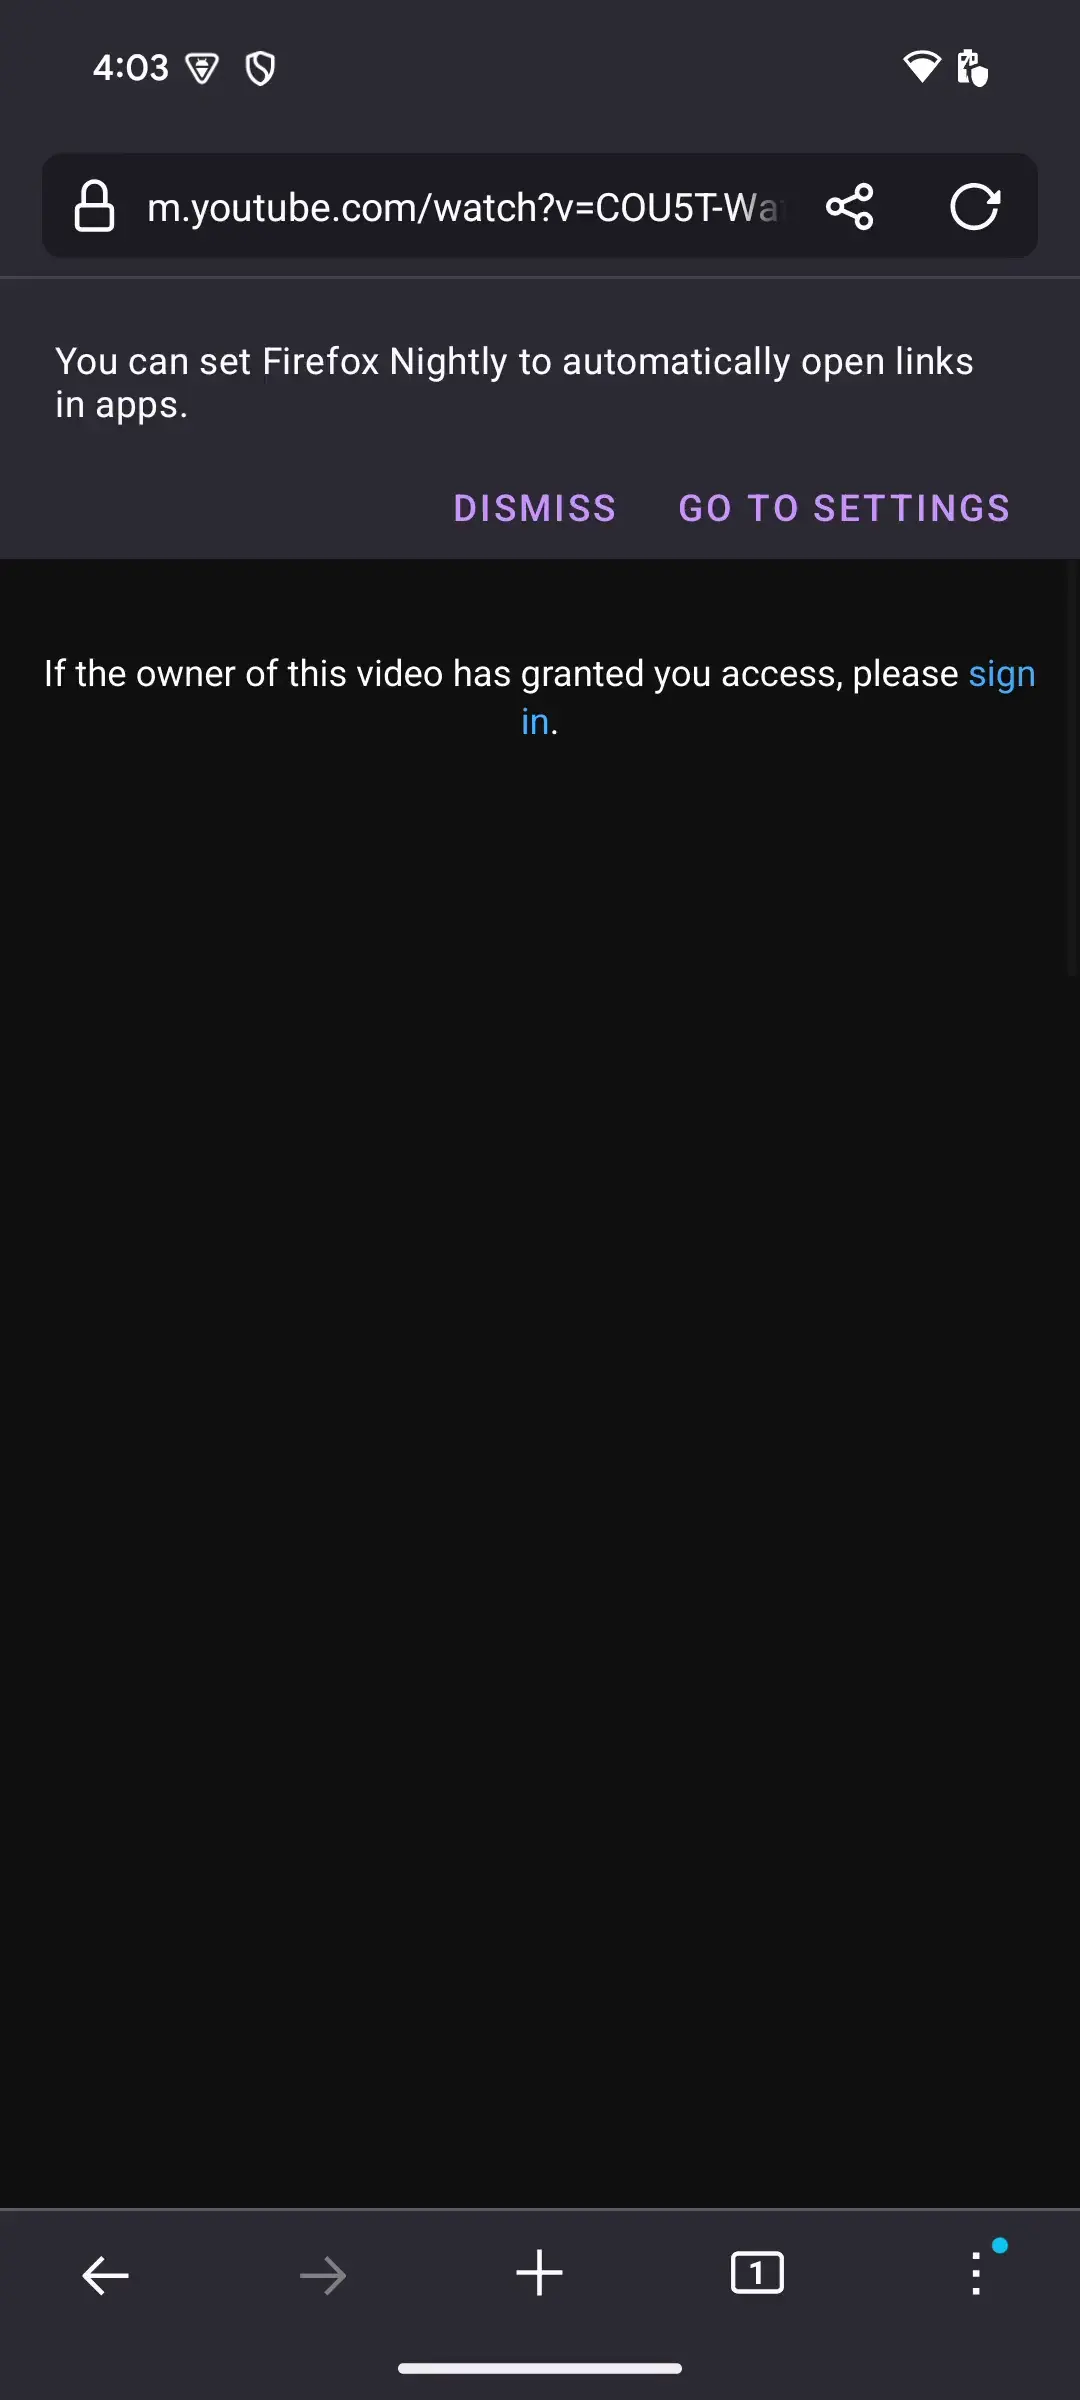 4:03
m.youtube.com/watch?v=COU5T-Wa
You can set Firefox Nightly to automatically open links
in apps.
DISMISS GO TO SETTINGS
If the owner of this video has granted you access, please sign
in.
1